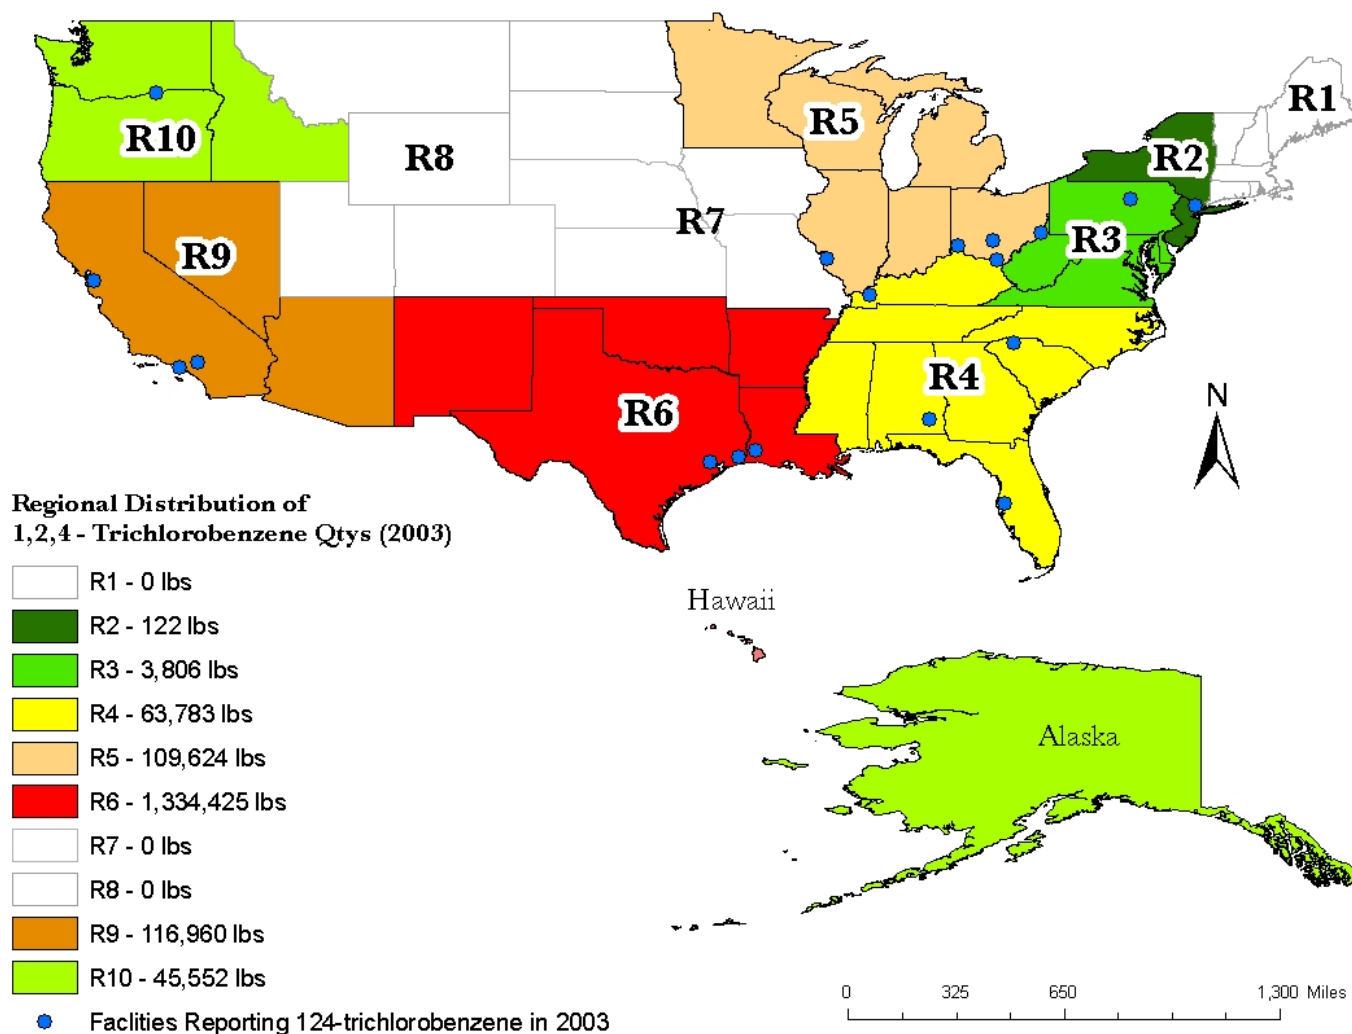 R1
R5
R10
R2
R8
R7
R3
R9
R4
R6
N
Regional Distribution of
1,2,4 - Trichlorobenzene Qtys (2003)
R1 - 0 lbs
R2 - 122 lbs
R3 - 3,806 lbs
R4 - 63,783 lbs
R5 - 109,624 lbs
R6 - 1,334,425 lbs
R7 - 0 lbs
R8 - 0 lbs
R9 - 116,960 lbs
R10 - 45,552 lbs
Faclities Reporting 124-trichlorobenzene in 2003
Hawaii
Alaska
0 325 650 1,300 Miles